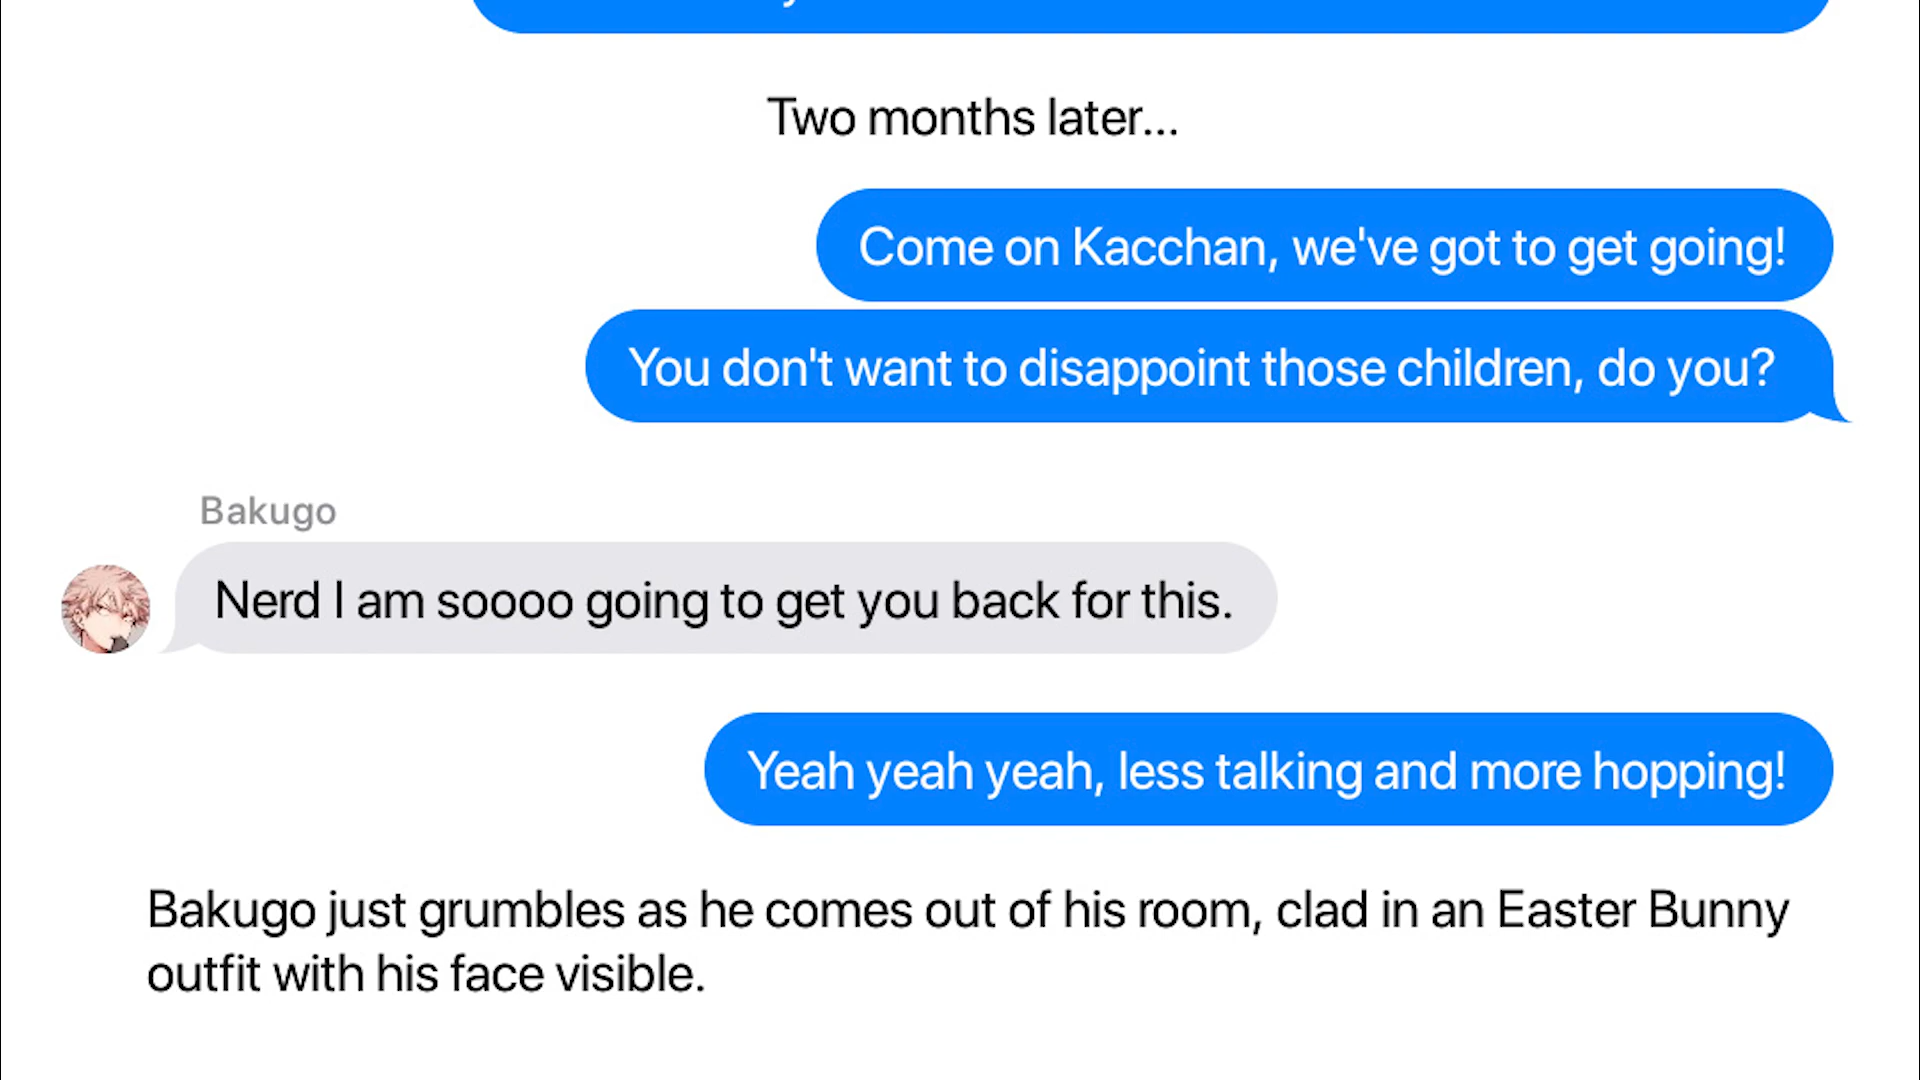 Two months later...
Come on Kacchan, we've got to get going!
You don't want to disappoint those children, do you?
Bakugo
Nerd I am soooo going to get you back for this.
Yeah yeah yeah, less talking and more hopping!
Bakugo just grumbles as he comes out of his room, clad in an Easter Bunny
outfit with his face visible.